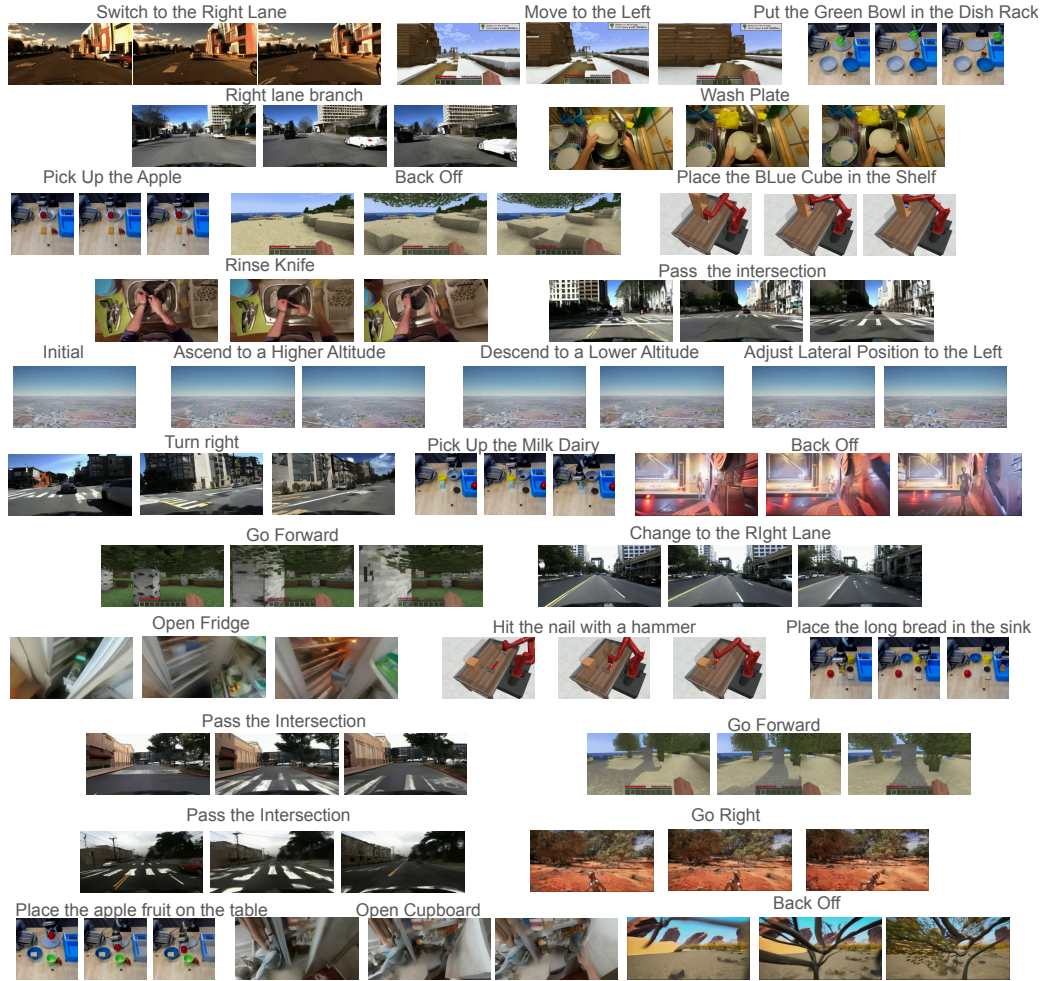 Switch to the Right Lane
Move to the Left
Put the Green Bowl in the Dish Rack
Right lane branch
Wash Plate
Pick Up the Apple
Back Off
Place the BLue Cube in the Shelf
Rinse Knife
Pass the intersection
Initial
Ascend to a Higher Altitude
Descend to a Lower Altitude
Adjust Lateral Position to the Left
Turn right
Pick Up the Milk Dairy
Back Off
Go Forward
Change to the RIght Lane
Open Fridge
Hit the nail with a hammer
Place the long bread in the sink
Pass the Intersection
Go Forward
Pass the Intersection
Go Right
Place the apple fruit on the table
Open Cupboard
Back Off